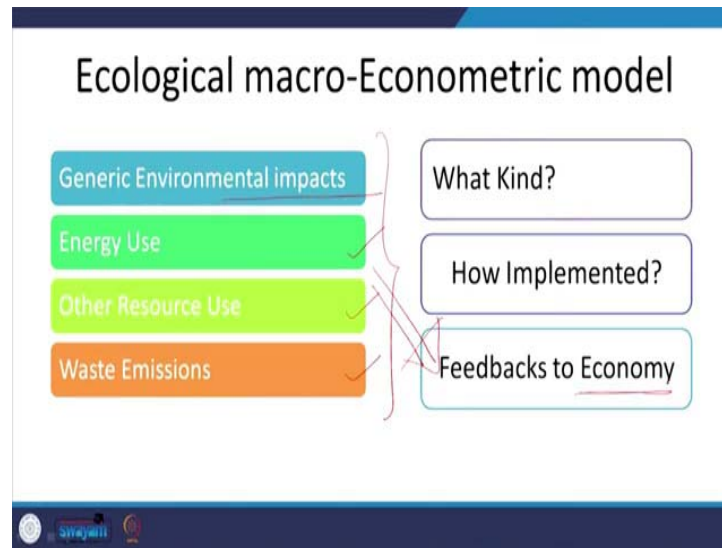 Ecological macro-Econometric model
Generic Environmental impacts
Energy Use
Other Resource Use
Waste Emissions
What Kind?
How Implemented?
Feedbacks to Economy
swayam